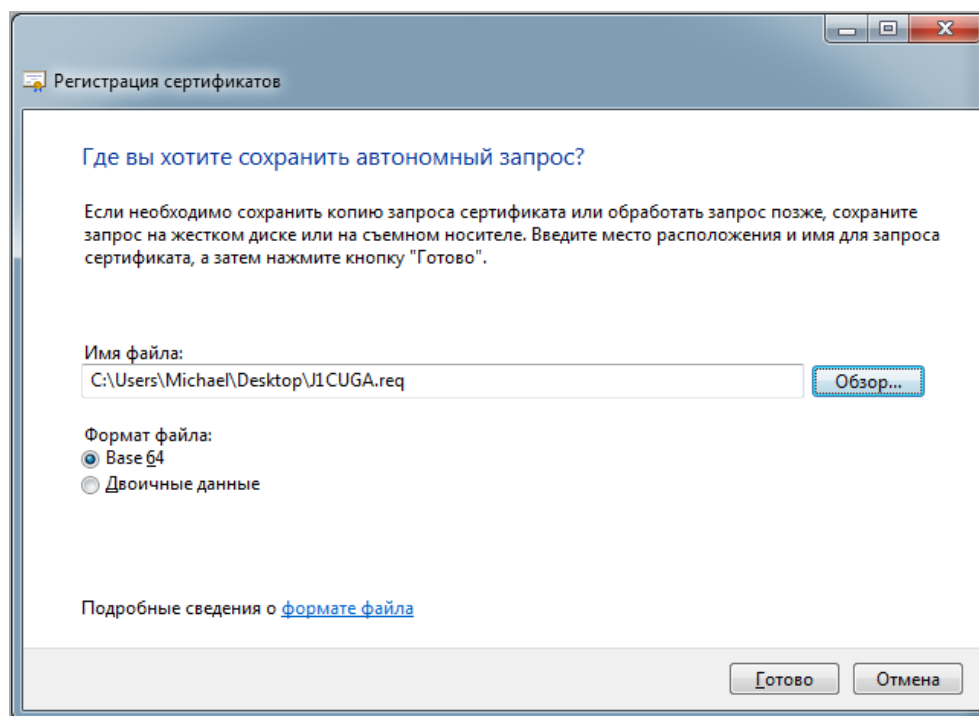 Регистрация сертификатов
Где вы хотите сохранить автономный запрос?
Если необходимо сохранить копию запроса сертификата или обработать запрос позже, сохраните
запрос на жестком диске или на съемном носителе. Введите место расположения и имя для запроса
сертификата, а затем нажмите кнопку "Готово".
Имя файла:
C:\Users\Michael\Desktop\J1CUGA.req
Обзор...
Формат файла:
Base 64
Двоичные данные
Подробные сведения о формате файла
Готово
Отмена